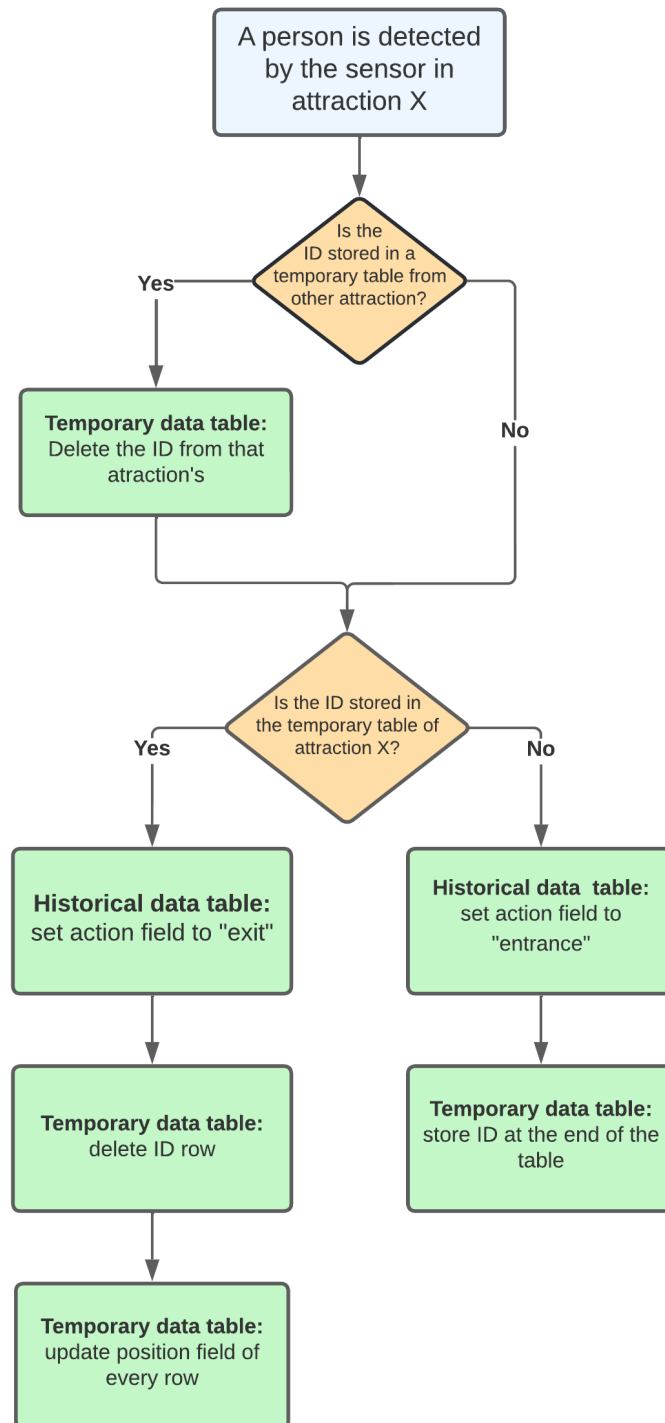 A person is detected
by the sensor in
attraction X
Is the
ID stored in a
temporary table from
other attraction?
Yes
No
Temporary data table:
Delete the ID from that
atraction's
Is the ID stored in
the temporary table of
attraction X?
Yes
No
Historical data table:
set action field to "exit"
Historical data  table:
set action field to
"entrance"
Temporary data table:
delete ID row
Temporary data table:
store ID at the end of the
table
Temporary data table:
update position field of
every row